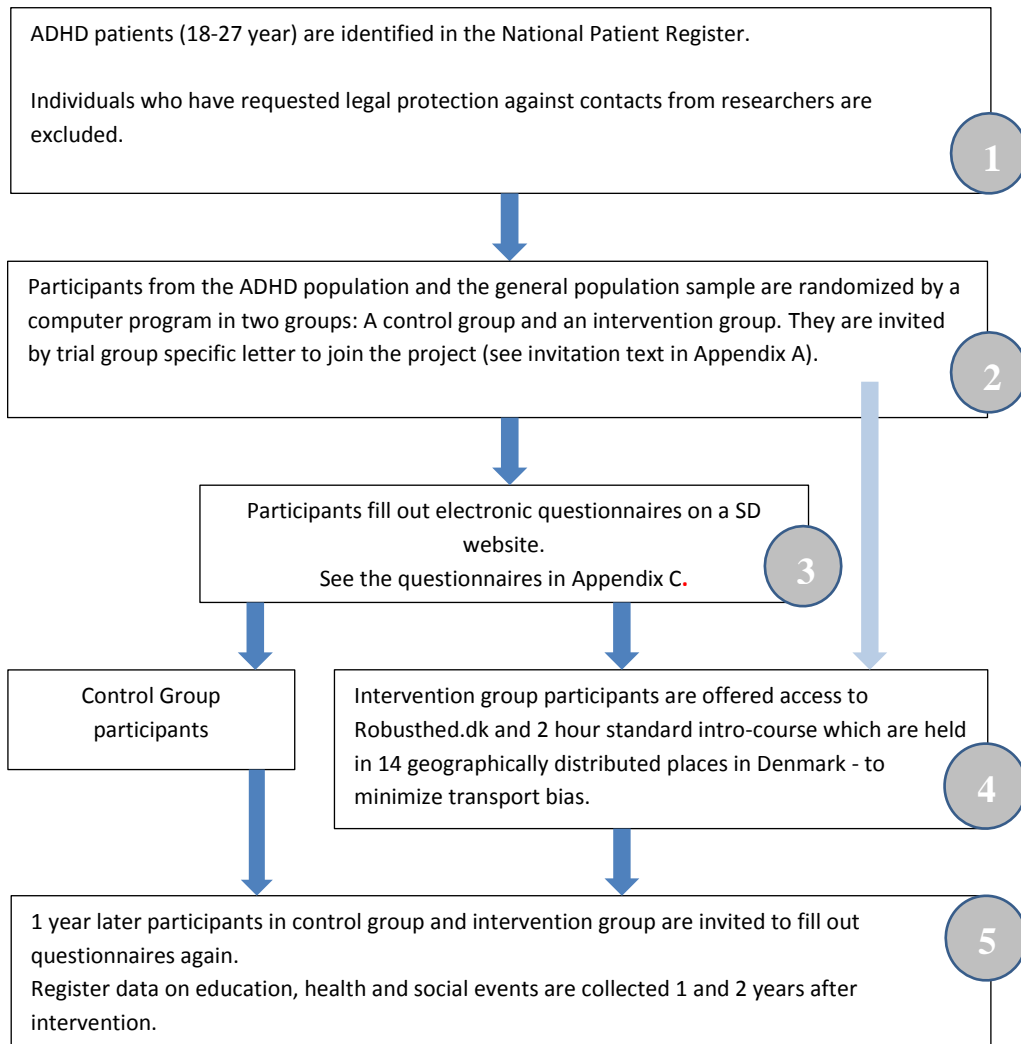 ADHD patients (18-27 year) are identified in the National Patient Register.
Individuals who have requested legal protection against contacts from researchers are
excluded.
1
Participants from the ADHD population and the general population sample are randomized by a
computer program in two groups: A control group and an intervention group. They are invited
by trial group specific letter to join the project (see invitation text in Appendix A).
2
Participants fill out electronic questionnaires on a SD
website.
See the questionnaires in Appendix C.
3
Control Group
participants
Intervention group participants are offered access to
Robusthed.dk and 2 hour standard intro-course which are held
in 14 geographically distributed places in Denmark - to
minimize transport bias.
4
1 year later participants in control group and intervention group are invited to fill out
questionnaires again.
Register data on education, health and social events are collected 1 and 2 years after
intervention.
5